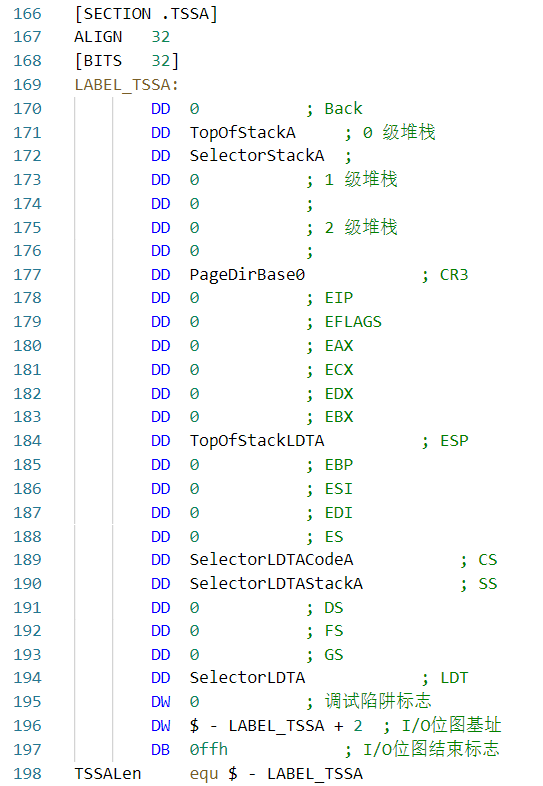 166 [SECTION .TSSA]
167 ALIGN   32
168 [BITS   32]
169 LABEL_TSSA:
170         DD  0           ; Back
171         DD  TopOfStackA     ; 0 级堆栈
172         DD  SelectorStackA  ;
173         DD  0           ; 1 级堆栈
174         DD  0           ;
175         DD  0           ; 2 级堆栈
176         DD  0           ;
177         DD  PageDirBase0            ; CR3
178         DD  0           ; EIP
179         DD  0           ; EFLAGS
180         DD  0           ; EAX
181         DD  0           ; ECX
182         DD  0           ; EDX
183         DD  0           ; EBX
184         DD  TopOfStackLDTA          ; ESP
185         DD  0           ; EBP
186         DD  0           ; ESI
187         DD  0           ; EDI
188         DD  0           ; ES
189         DD  SelectorLDTACodeA           ; CS
190         DD  SelectorLDTAStackA          ; SS
191         DD  0           ; DS
192         DD  0           ; FS
193         DD  0           ; GS
194         DD  SelectorLDTA            ; LDT
195         DW  0           ; 调试陷阱标志
196         DW  $ - LABEL_TSSA + 2  ; I/O位图基址
197         DB  0ffh            ; I/O位图结束标志
198 TSSALen     equ $ - LABEL_TSSA